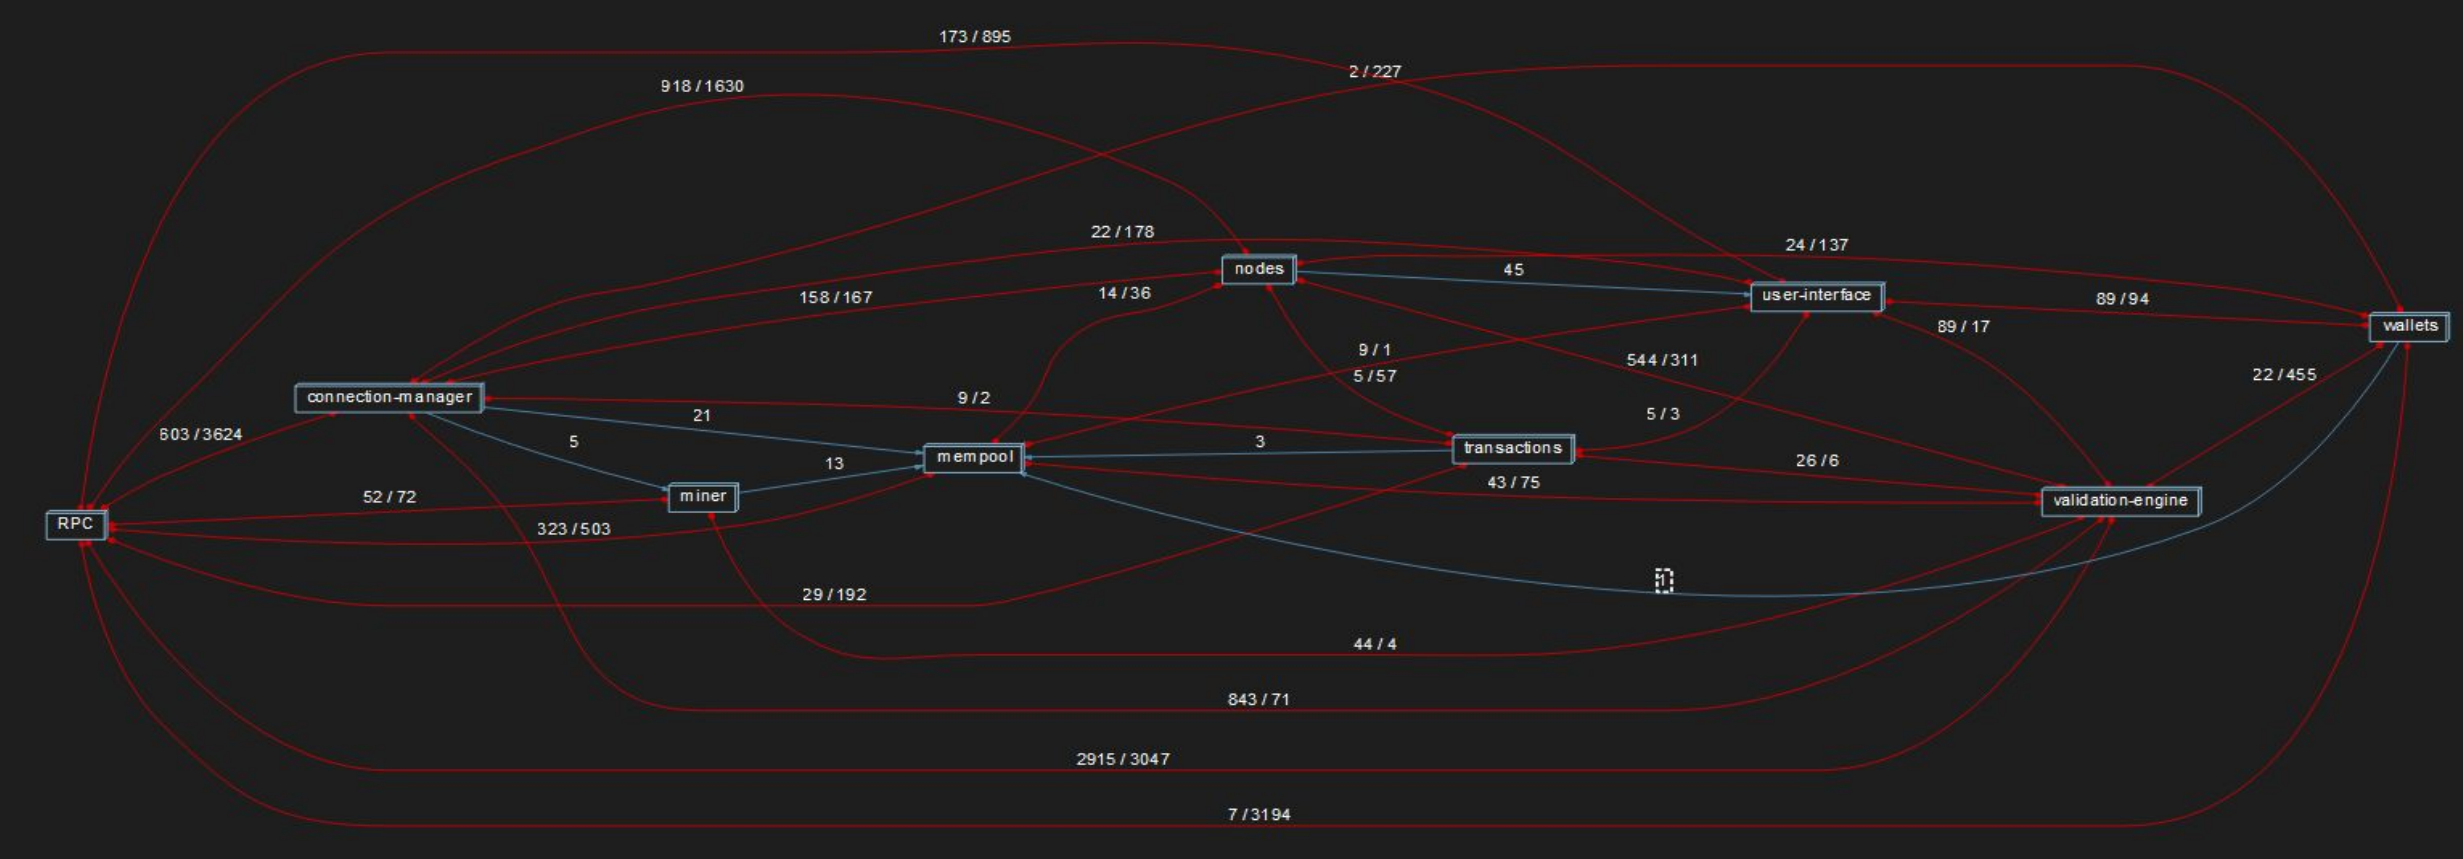 173 / 895
2 / 227
918 / 1630
22 / 178
24 / 137
nodes
45
158 / 167
14 / 36
user-interface
89 / 94
wallets
89 / 17
9 / 1
544 / 311
5 / 57
22 / 455
connection-manager
9 / 2
21
5 / 3
603 / 3624
5
3
transactions
mempool
13
26 / 6
43 / 75
52 / 72
miner
validation-engine
RPC
323 / 503
1
29 / 192
44 / 4
843 / 71
2915 / 3047
7 / 3194